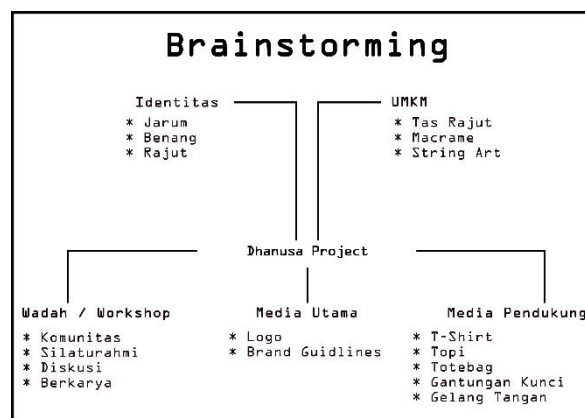 Brainstorming
Identitas
* Jarum
* Benang
* Rajut
UMKM
* Tas Rajut
* Macrame
* String Art
Dhanusa Project
Wadah / Workshop
* Komunitas
* Silaturahmi
* Diskusi
* Berkarya
Media Utama
* Logo
* Brand Guidlines
Media Pendukung
* T-Shirt
* Topi
* Totebag
* Gantungan Kunci
* Gelang Tangan